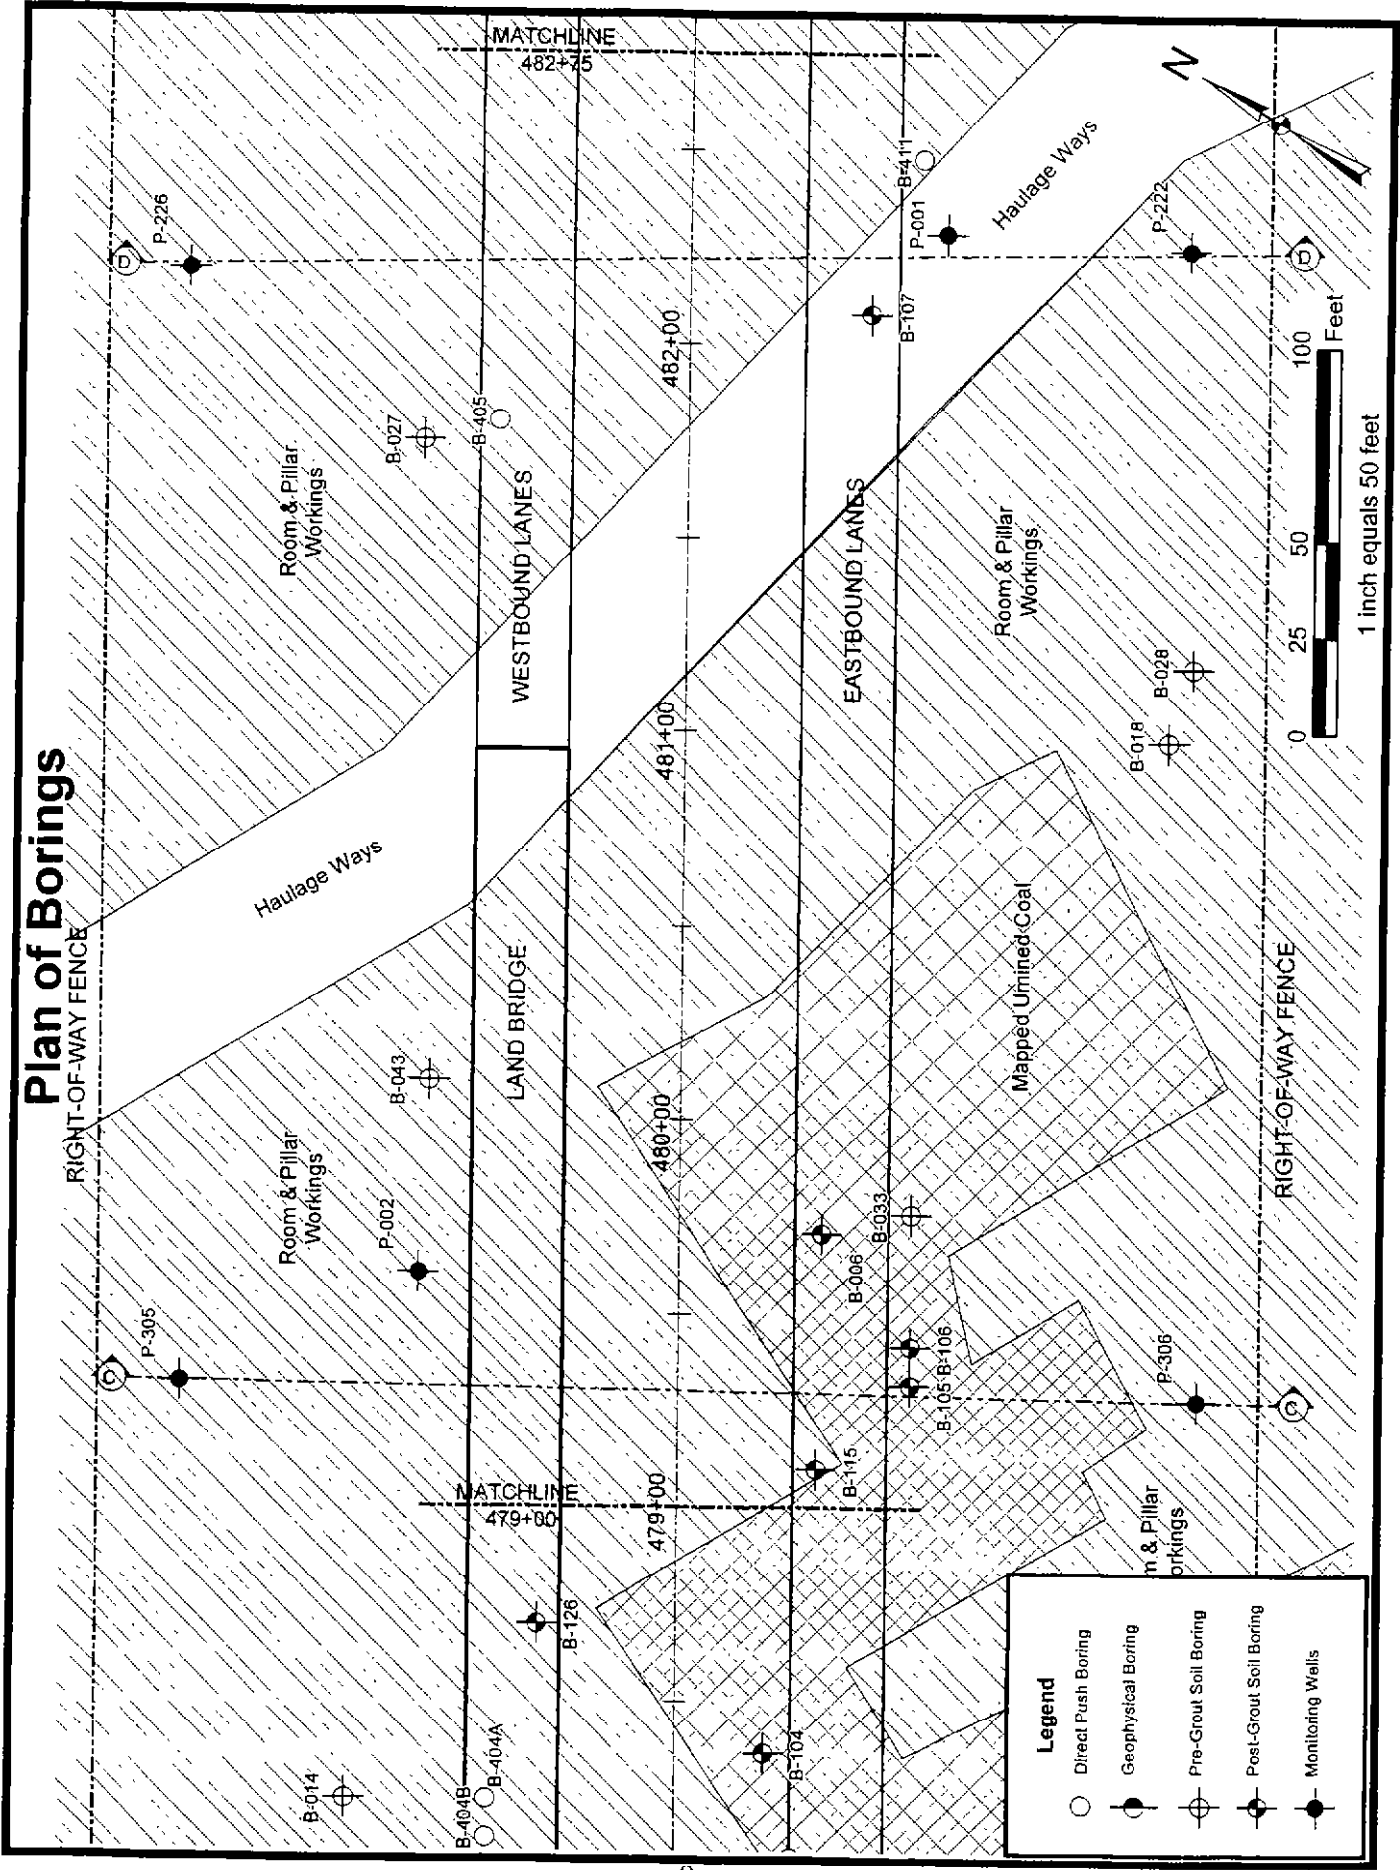 Plan of Borings
RIGHT-OF-WAY FENCE
MATCHLINE
482+75
N
P-226
D
B-411
Haulage Ways
P-001
P-222
D
B-107
482+00
B-405
B-027
Room & Pillar
Workings
WESTBOUND LANES
EASTBOUND LANES
Room & Pillar
Workings
B-028
B-018
481+00
0
25
50
100
Feet
1 inch equals 50 feet
Haulage Ways
LAND BRIDGE
Mapped Unmined Coal
RIGHT-OF-WAY FENCE
B-043
480+00
Room & Pillar
Workings
P-002
B-033
B-006
P-305
C
B-106
B-105
P-306
C
B-115
MATCHLINE
479+00
479+00
m & Pillar
orkings
B-126
B-104
B-014
B-404B
B-404A
Legend
Direct Push Boring
Geophysical Boring
Pre-Grout Soil Boring
Post-Grout Soil Boring
Monitoring Wells